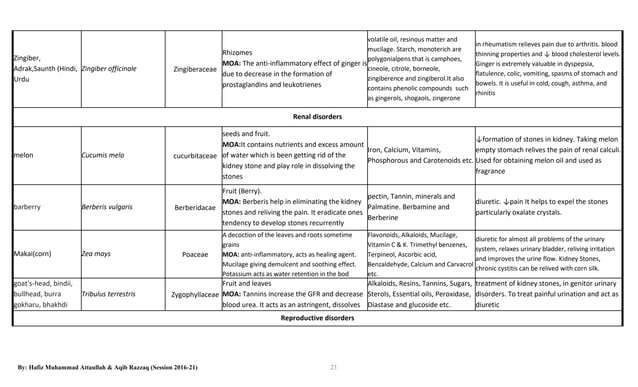 Zingiber,
Adrak,Saunth (Hindi,
Urdu
Zingiber officinale
Zingiberaceae
Rhizomes
MOA: The anti-inflammatory effect of ginger is
due to decrease in the formation of
prostaglandins and leukotrienes
volatile oil, resinous matter and
mucilage. Starch, monoterich are
polygonialpens that is camphoes,
cineole, citrole, borneole,
zingiberence and zingiberol.It also
contains phenolic compounds such
as gingerols, shogaols, zingerone
in rheumatism relieves pain due to arthritis. blood
thinning properties and ↓ blood cholesterol levels.
Ginger is extremely valuable in dyspepsia,
flatulence, colic, vomiting, spasms of stomach and
bowels. It is useful in cold, cough, asthma, and
rhinitis
Renal disorders
melon
Cucumis melo
cucurbitaceae
seeds and fruit.
MOA:It contains nutrients and excess amount
of water which is been getting rid of the
kidney stone and play role in dissolving the
stones
Iron, Calcium, Vitamins,
Phosphorous and Carotenoids etc.
↓formation of stones in kidney. Taking melon
empty stomach relives the pain of renal calculi.
Used for obtaining melon oil and used as
fragrance
barberry
Berberis vulgaris
Berberidacae
Fruit (Berry).
MOA: Berberis help in eliminating the kidney
stones and reliving the pain. It eradicate ones
tendency to develop stones recurrently
pectin, Tannin, minerals and
Palmatine. Berbamine and
Berberine
diuretic. ↓pain It helps to expel the stones
particularly oxalate crystals.
Makai(corn)
Zea mays
Poaceae
A decoction of the leaves and roots sometime
grains
MOA: anti-inflammatory, acts as healing agent.
Mucilage giving demulcent and soothing effect.
Potassium acts as water retention in the bod
Flavonoids, Alkaloids, Mucilage,
Vitamin C & K. Trimethyl benzenes,
Terpineol, Ascorbic acid,
Benzaldehyde, Calcium and Carvacrol
etc.
diuretic for almost all problems of the urinary
system, relaxes urinary bladder, reliving irritation
and improves the urine flow. Kidney Stones,
chronic cystitis can be relived with corn silk.
goat's-head, bindii,
bullhead, burra
gokharu, bhakhdi
Tribulus terrestris
Zygophyllaceae
Fruit and leaves
MOA: Tannins increase the GFR and decrease
blood urea. It acts as an astringent, dissolves
Alkaloids, Resins, Tannins, Sugars,
Sterols, Essential oils, Peroxidase,
Diastase and glucoside etc.
treatment of kidney stones, in genitor urinary
disorders. To treat painful urination and act as
diuretic
Reproductive disorders
By: Hafiz Muhammad Attaullah & Aqib Razzaq (Session 2016-21)
21